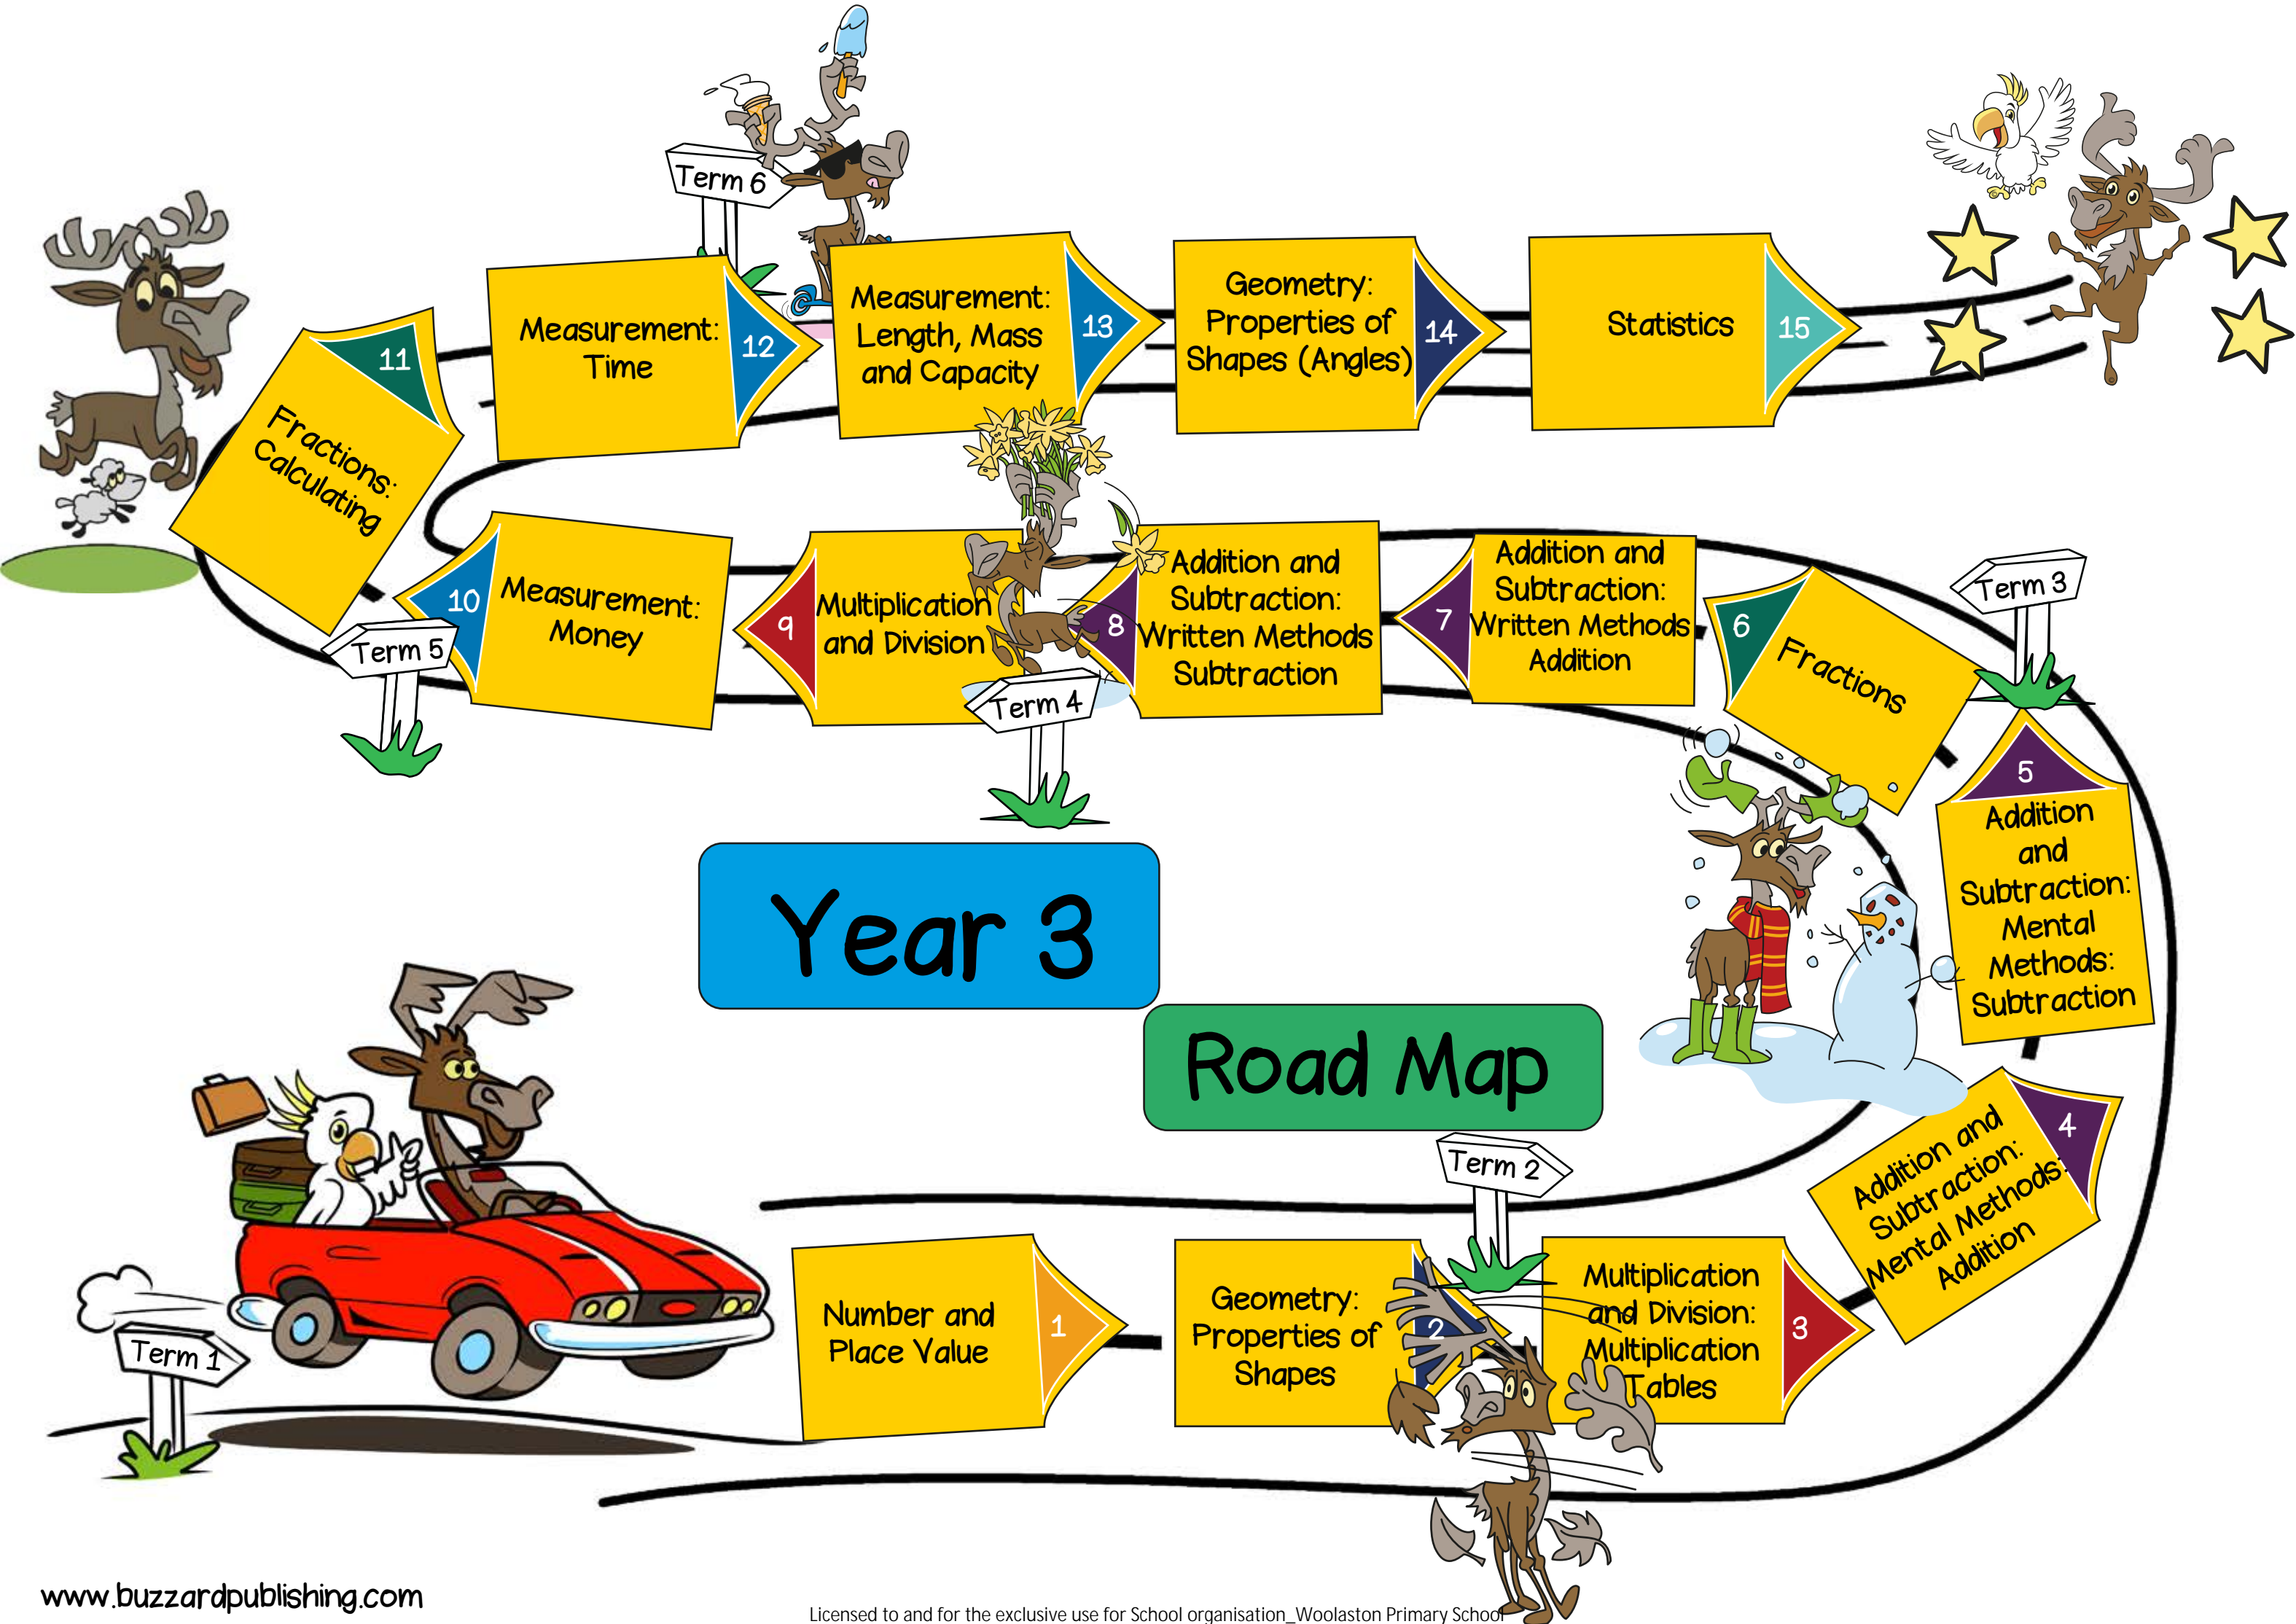 Year 3
Road Map
Term 1
Number and
Place Value
1
Geometry:
Properties of
Shapes
2
Term 2
Multiplication
and Division:
Multiplication
Tables
3
Addition and
Subtraction:
Mental Methods:
Addition
4
Addition
and
Subtraction:
Mental
Methods:
Subtraction
5
Term 3
Fractions
6
Addition and
Subtraction:
Written Methods
Addition
7
Addition and
Subtraction:
Written Methods
Subtraction
8
Term 4
Multiplication
and Division
9
Measurement:
Money
10
Term 5
Fractions:
Calculating
11
Measurement:
Time
12
Term 6
Measurement:
Length, Mass
and Capacity
13
Geometry:
Properties of
Shapes (Angles)
14
Statistics
15
www.buzzardpublishing.com
Licensed to and for the exclusive use for School organisation_Woolaston Primary School